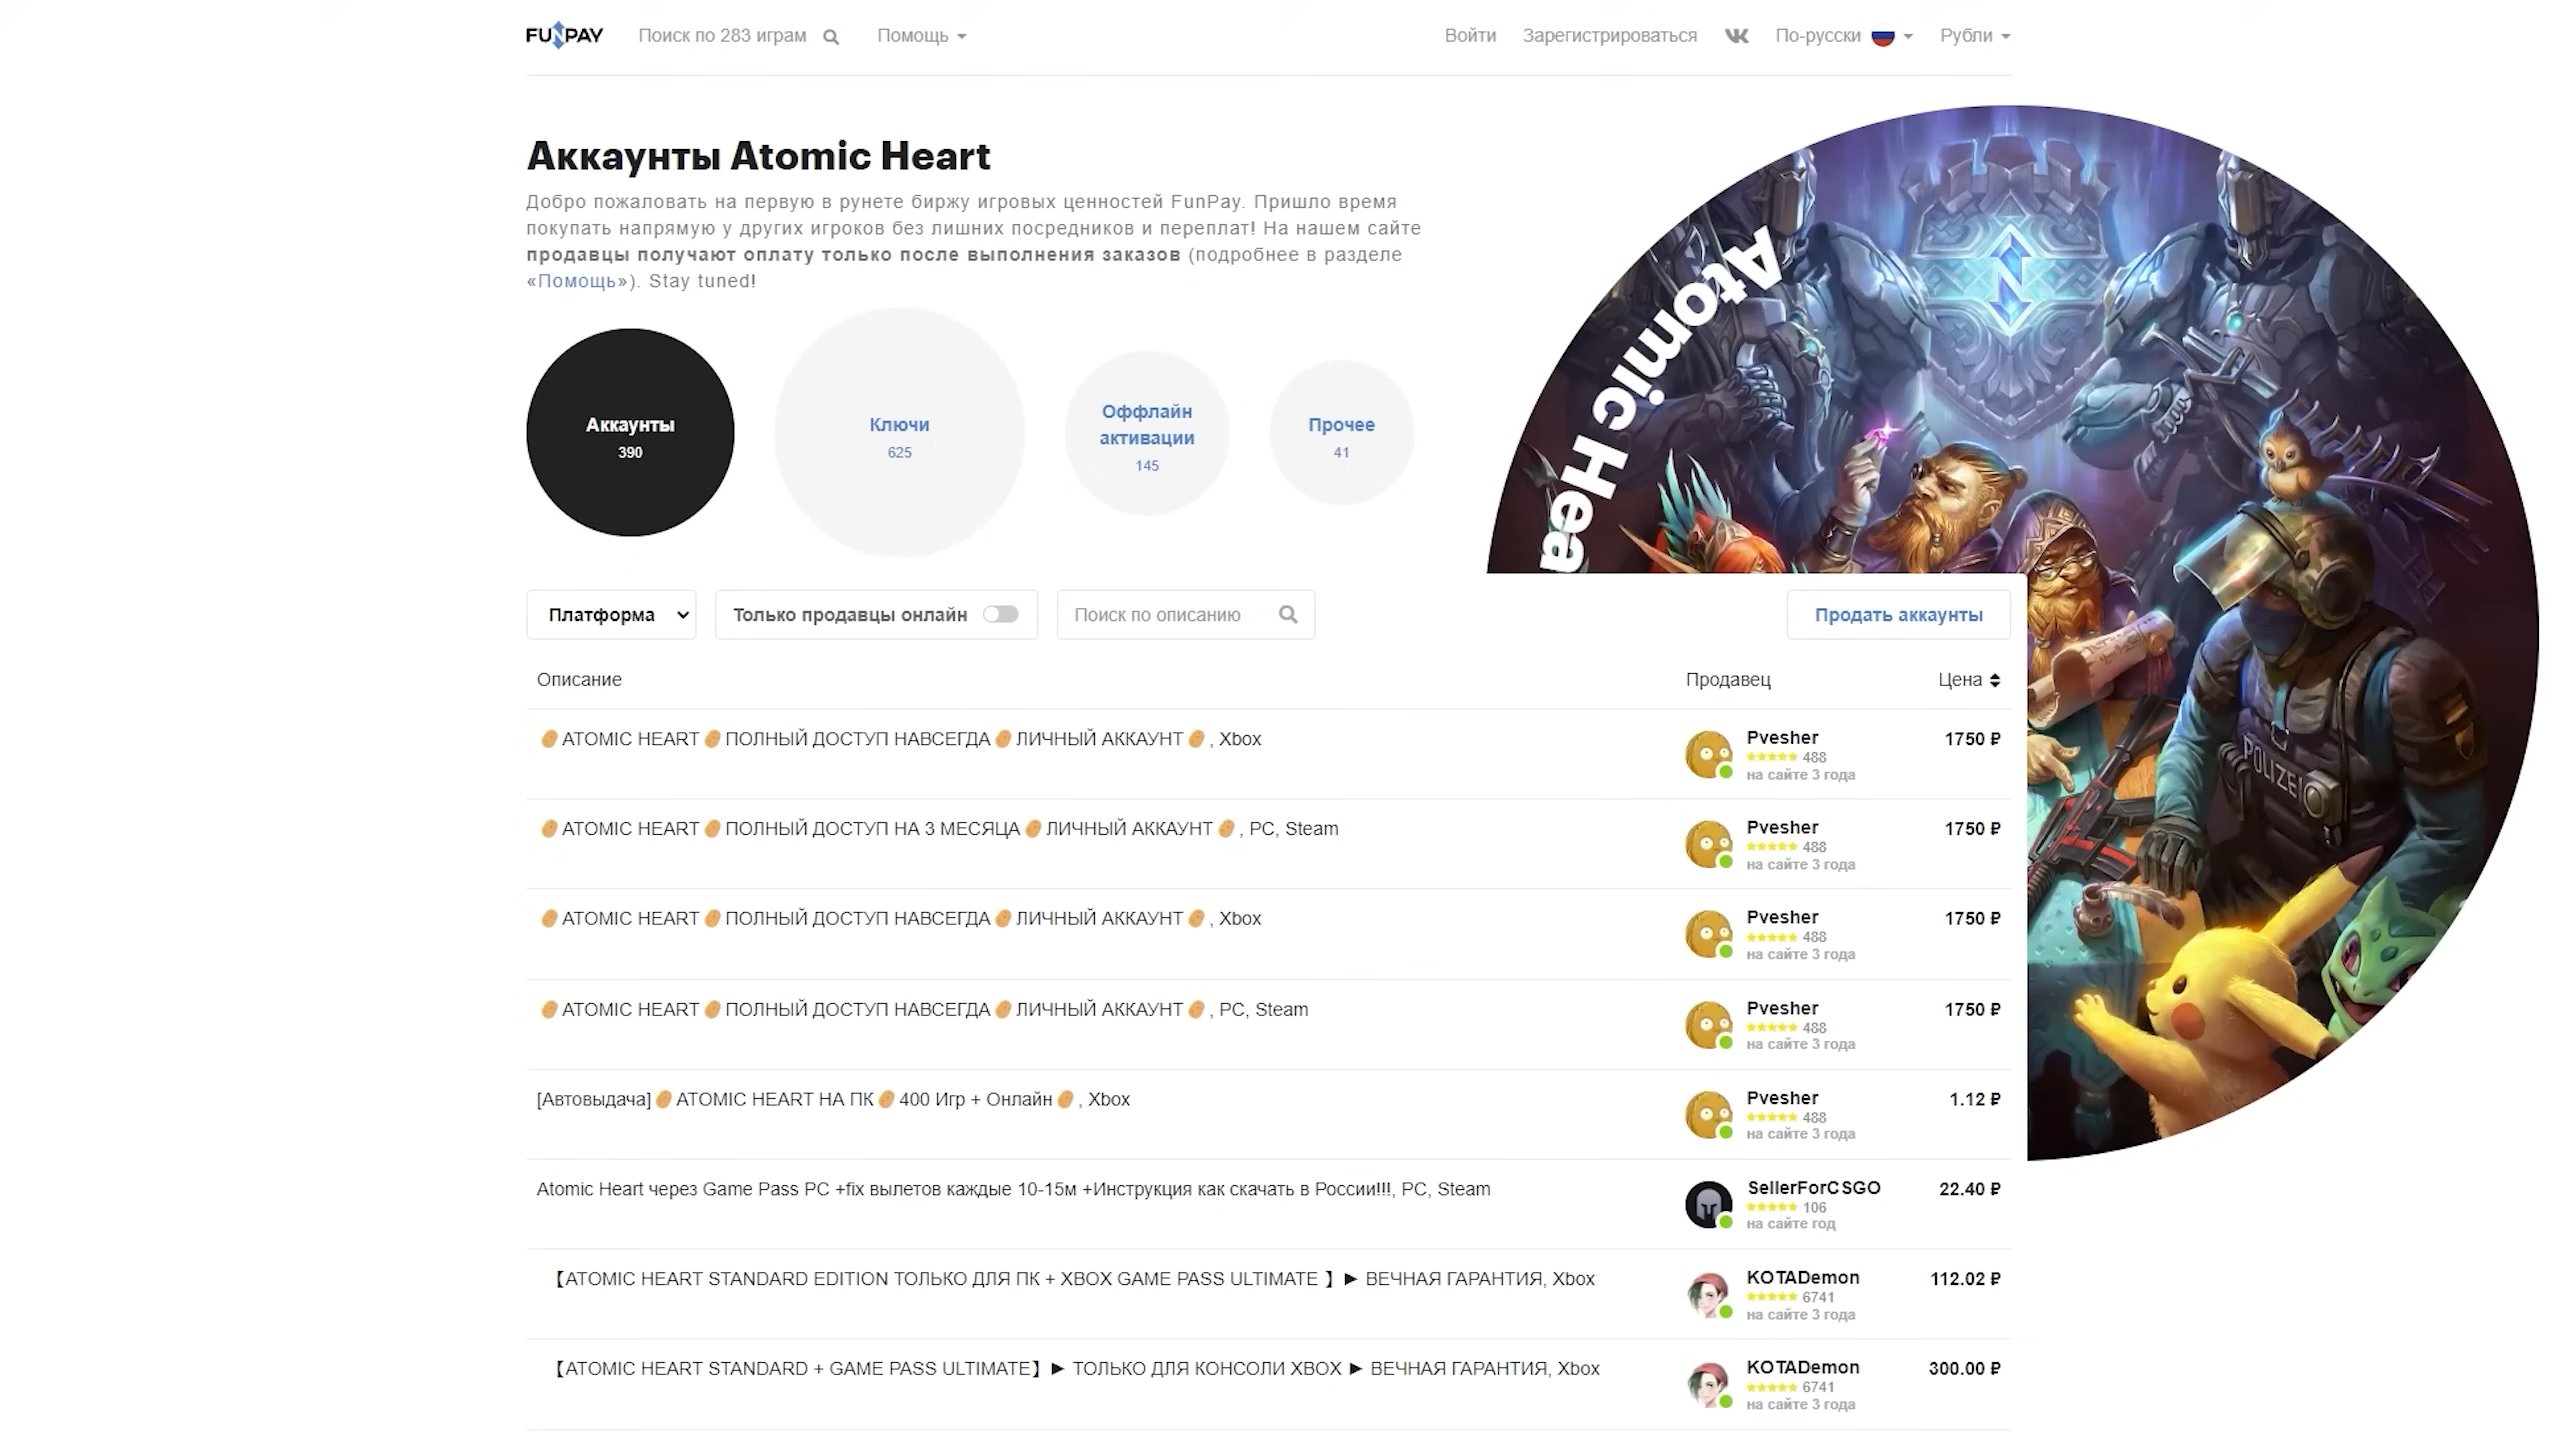 FUNPAY Поиск по 283 играм Помощь Войти Зарегистрироваться По-русски Рубли
Аккаунты Atomic Heart
Добро пожаловать на первую в рунете биржу игровых ценностей FunPay. Пришло время
покупать напрямую у других игроков без лишних посредников и переплат! На нашем сайте
продавцы получают оплату только после выполнения заказов (подробнее в разделе
«Помощь»). Stay tuned!
Atomic Hea
Аккаунты
390
Ключи
625
Оффлайн
активации
145
Прочее
41
Платформа Только продавцы онлайн Поиск по описанию Продать аккаунты
Описание Продавец Цена
ATOMIC HEART ПОЛНЫЙ ДОСТУП НАВСЕГДА ЛИЧНЫЙ АККАУНТ , Xbox Pvesher 1750 ₽
488
на сайте 3 года
ATOMIC HEART ПОЛНЫЙ ДОСТУП НА 3 МЕСЯЦА ЛИЧНЫЙ АККАУНТ , PC, Steam Pvesher 1750 ₽
488
на сайте 3 года
ATOMIC HEART ПОЛНЫЙ ДОСТУП НАВСЕГДА ЛИЧНЫЙ АККАУНТ , Xbox Pvesher 1750 ₽
488
на сайте 3 года
ATOMIC HEART ПОЛНЫЙ ДОСТУП НАВСЕГДА ЛИЧНЫЙ АККАУНТ , PC, Steam Pvesher 1750 ₽
488
на сайте 3 года
[Автовыдача] ATOMIC HEART НА ПК 400 Игр + Онлайн , Xbox Pvesher 1.12 ₽
488
на сайте 3 года
Atomic Heart через Game Pass PC +fix вылетов каждые 10-15м +Инструкция как скачать в России!!!, PC, Steam SellerForCSGO 22.40 ₽
106
на сайте год
【ATOMIC HEART STANDARD EDITION ТОЛЬКО ДЛЯ ПК + XBOX GAME PASS ULTIMATE 】► ВЕЧНАЯ ГАРАНТИЯ, Xbox KOTADemon 112.02 ₽
6741
на сайте 3 года
【ATOMIC HEART STANDARD + GAME PASS ULTIMATE】► ТОЛЬКО ДЛЯ КОНСОЛИ XBOX ► ВЕЧНАЯ ГАРАНТИЯ, Xbox KOTADemon 300.00 ₽
6741
на сайте 3 года
POLIZEI